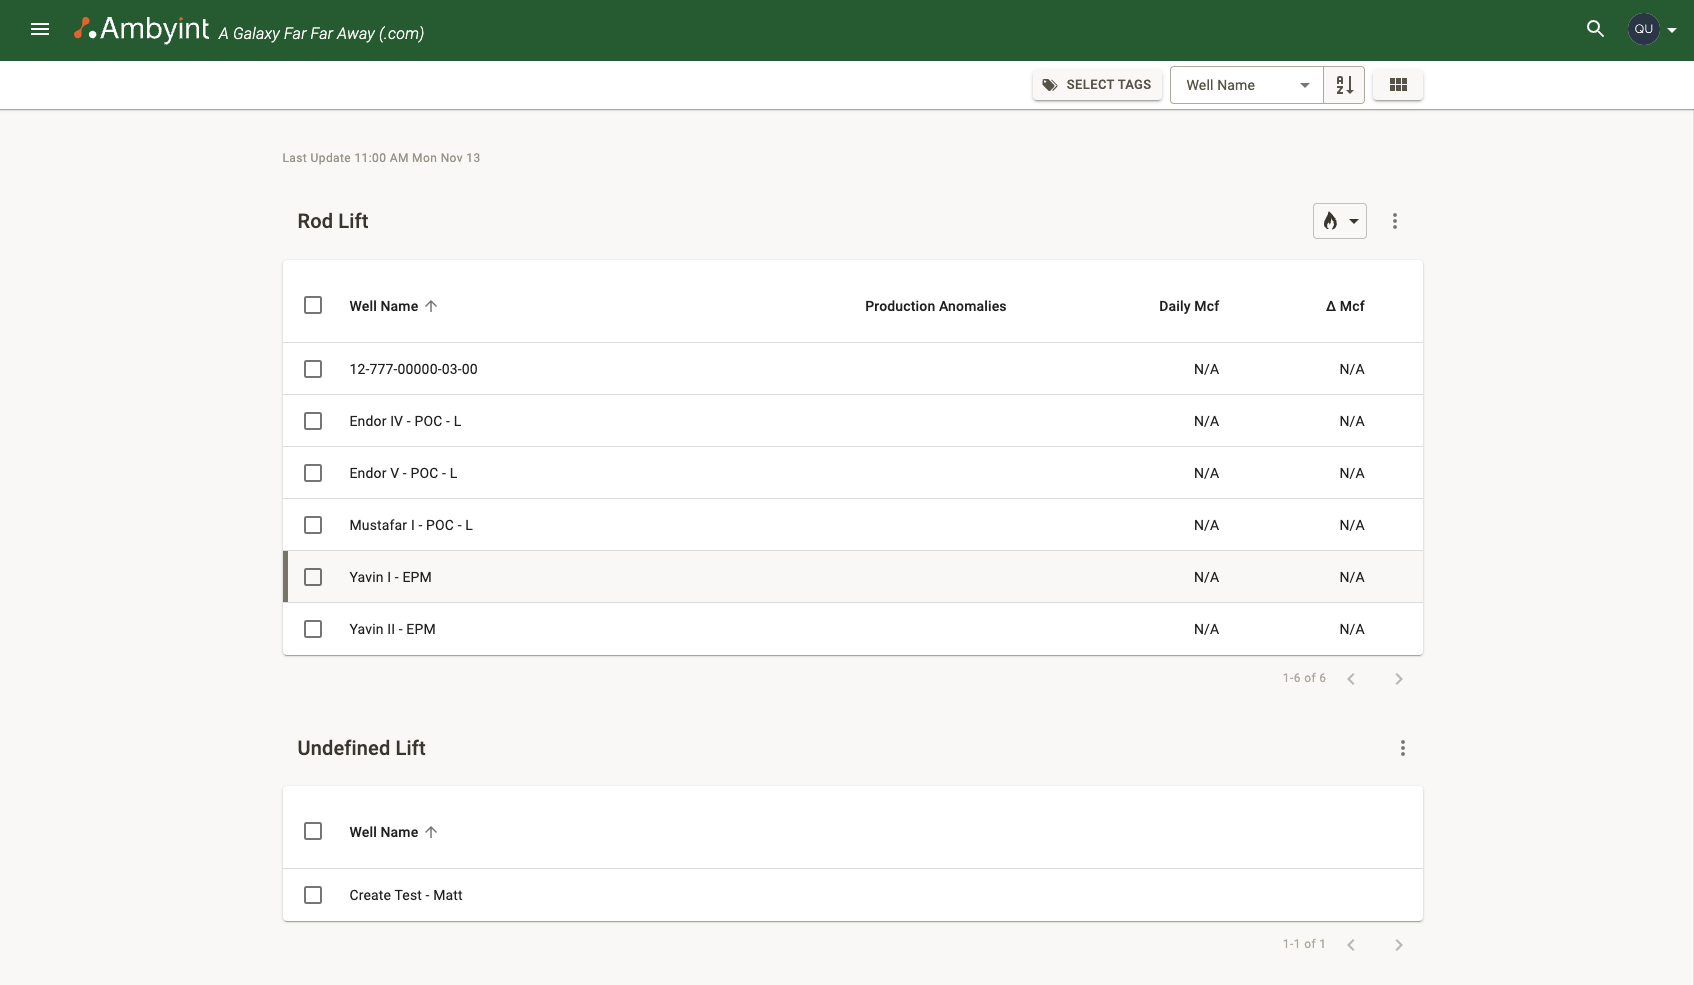 Ambyint A Galaxy Far Far Away (.com)
QU
SELECT TAGS
Well Name
A
Z
Last Update 11:00 AM Mon Nov 13
Rod Lift
Well Name Production Anomalies Daily Mcf Δ Mcf
12-777-00000-03-00 N/A N/A
Endor IV - POC - L N/A N/A
Endor V - POC - L N/A N/A
Mustafar I - POC - L N/A N/A
Yavin I - EPM N/A N/A
Yavin II - EPM N/A N/A
1-6 of 6
Undefined Lift
Well Name
Create Test - Matt
1-1 of 1